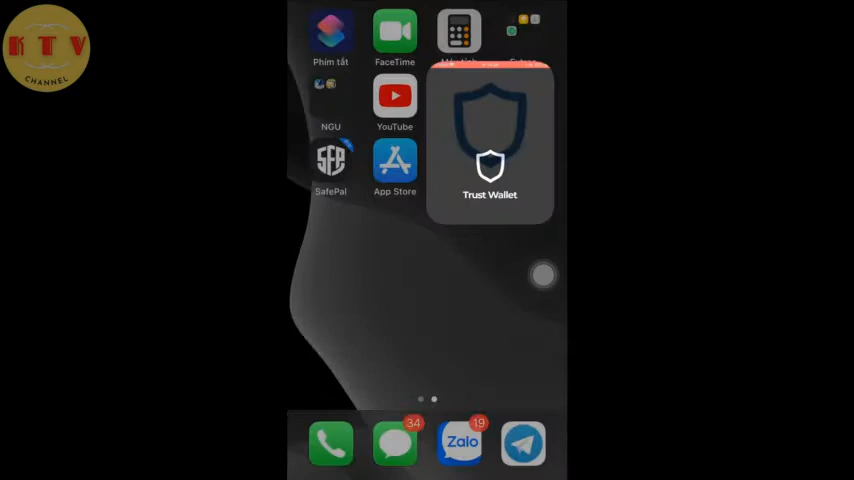 KTV
CHANNEL
Phím tắt
FaceTime
NGU
YouTube
Trust Wallet
SafePal
App Store
SFP
34
19
Zalo